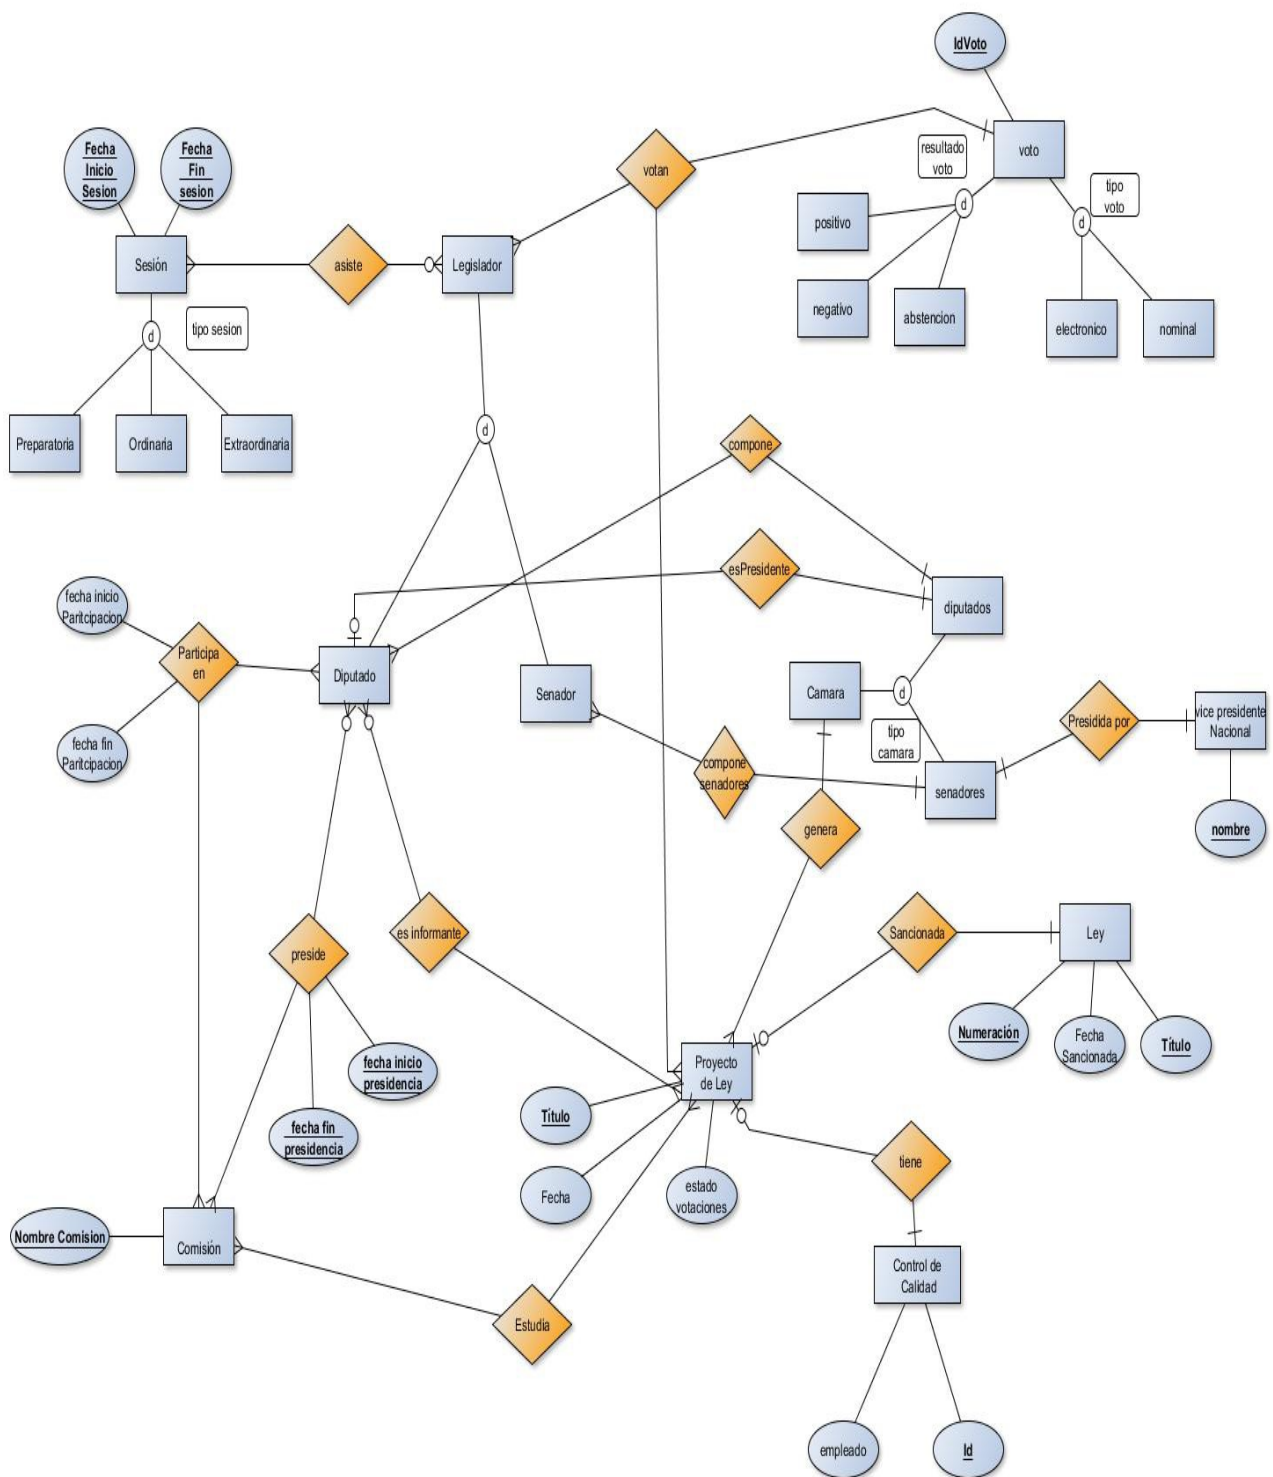 IdVoto
Fecha
Inicio
Sesion
Fecha
Fin
sesion
votan
resultado
voto
voto
tipo
voto
d
d
positivo
Sesión
asiste
Legislador
negativo
abstencion
electronico
nominal
tipo sesion
d
Preparatoria
Ordinaria
Extraordinaria
d
compone
esPresidente
diputados
fecha inicio
Paritcipacion
Participa
en
Diputado
Senador
Camara
d
tipo
camara
Presidida por
vice presidente
Nacional
fecha fin
Paritcipacion
compone
senadores
senadores
genera
nombre
preside
es informante
Sancionada
Ley
Numeración
Fecha
Sancionada
Título
fecha inicio
presidencia
Proyecto
de Ley
fecha fin
presidencia
Título
Fecha
estado
votaciones
tiene
Nombre Comision
Comisión
Control de
Calidad
Estudia
empleado
Id